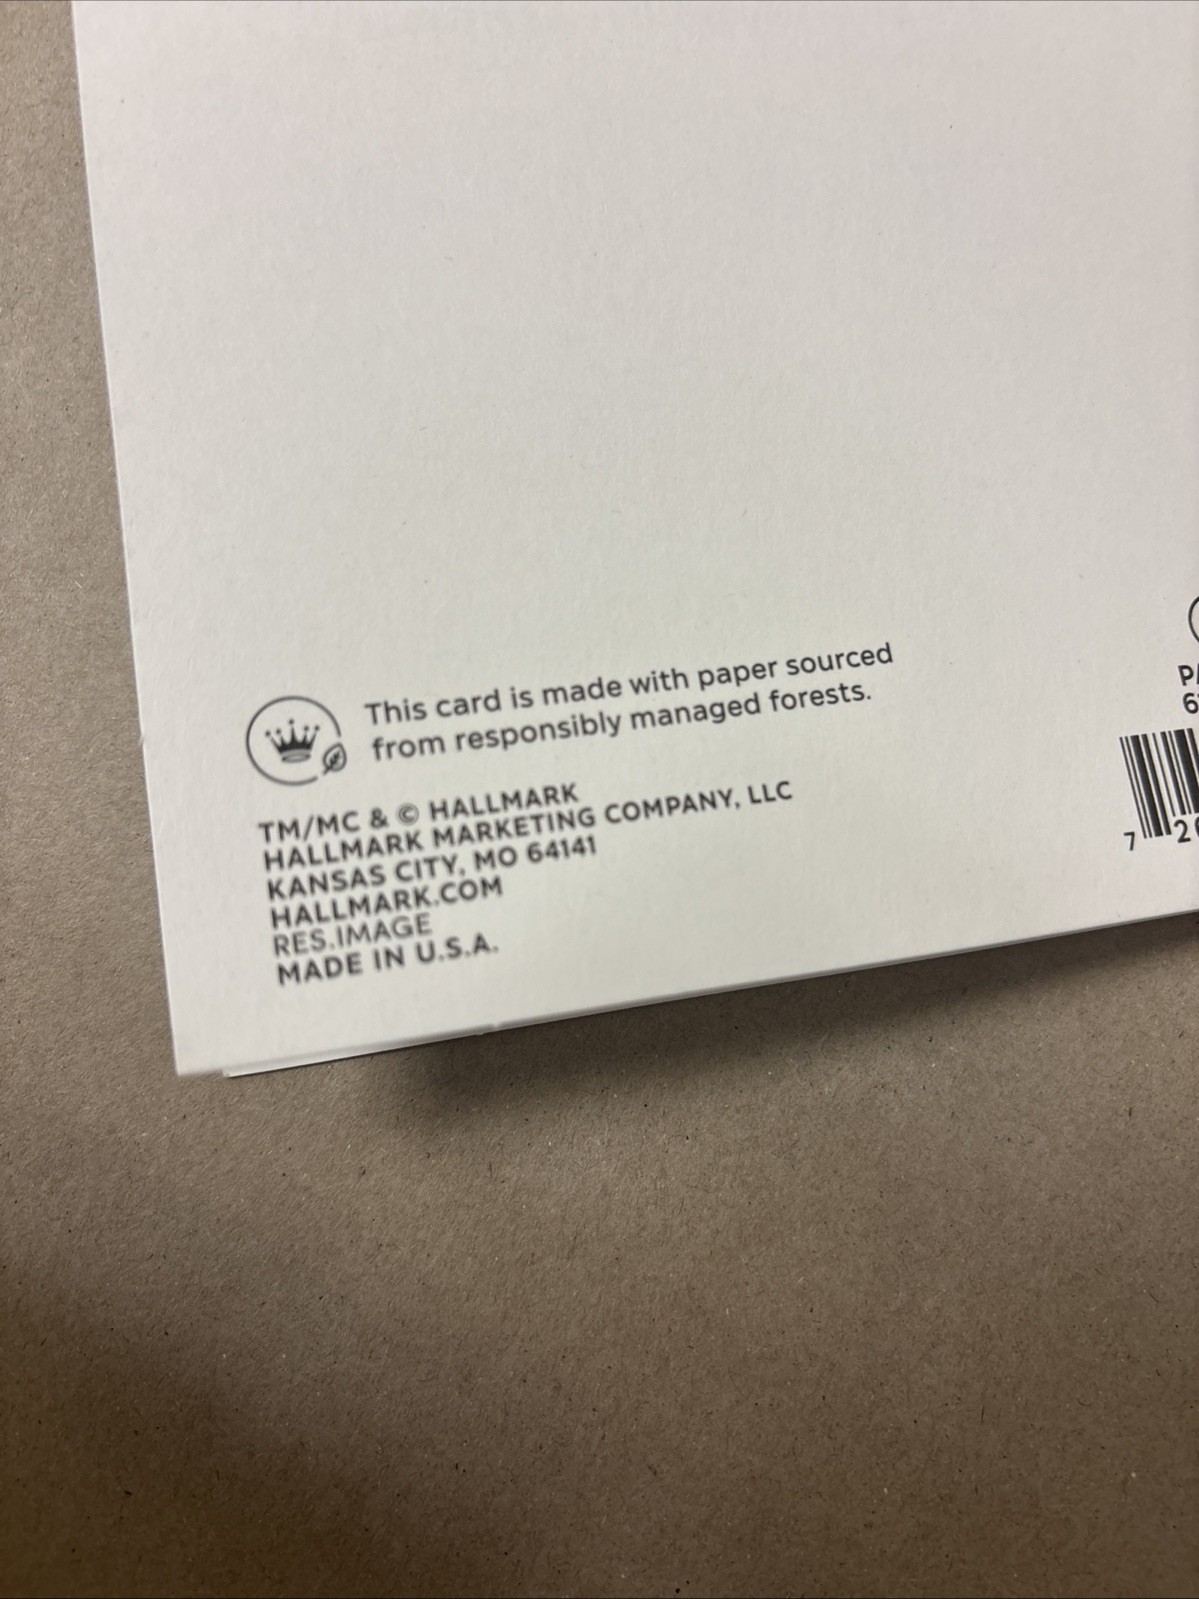 This card is made with paper sourced
from responsibly managed forests.
TM/MC & © HALLMARK
HALLMARK MARKETING COMPANY, LLC
KANSAS CITY, MO 64141
HALLMARK.COM
RES.IMAGE
MADE IN U.S.A.
7